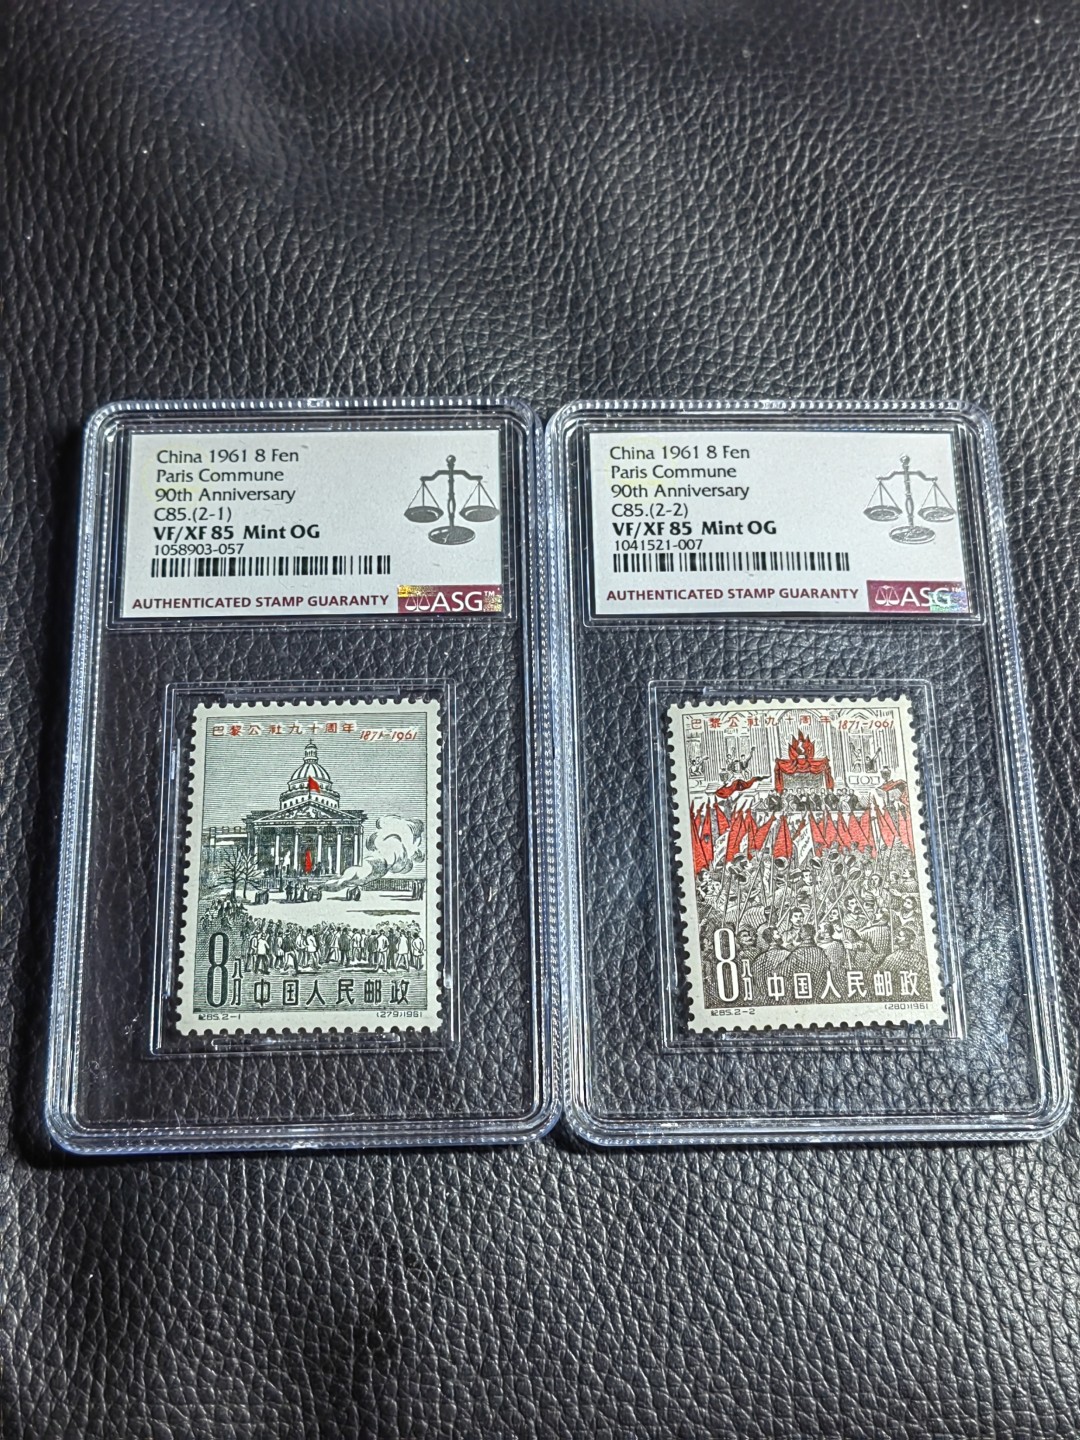 China 1961 8 Fen
Paris Commune
90th Anniversary
C85.(2-1)
VF/XF 85 Mint OG
1058903-057
AUTHENTICATED STAMP GUARANTY
ASG™
巴黎公社九十周年
1871-1961
8分
中国人民邮政
纪85.2-1
(279)1961
China 1961 8 Fen
Paris Commune
90th Anniversary
C85.(2-2)
VF/XF 85 Mint OG
1041521-007
AUTHENTICATED STAMP GUARANTY
ASG
巴黎公社九十周年
1871-1961
8分
中国人民邮政
纪85.2-2
(280)1961